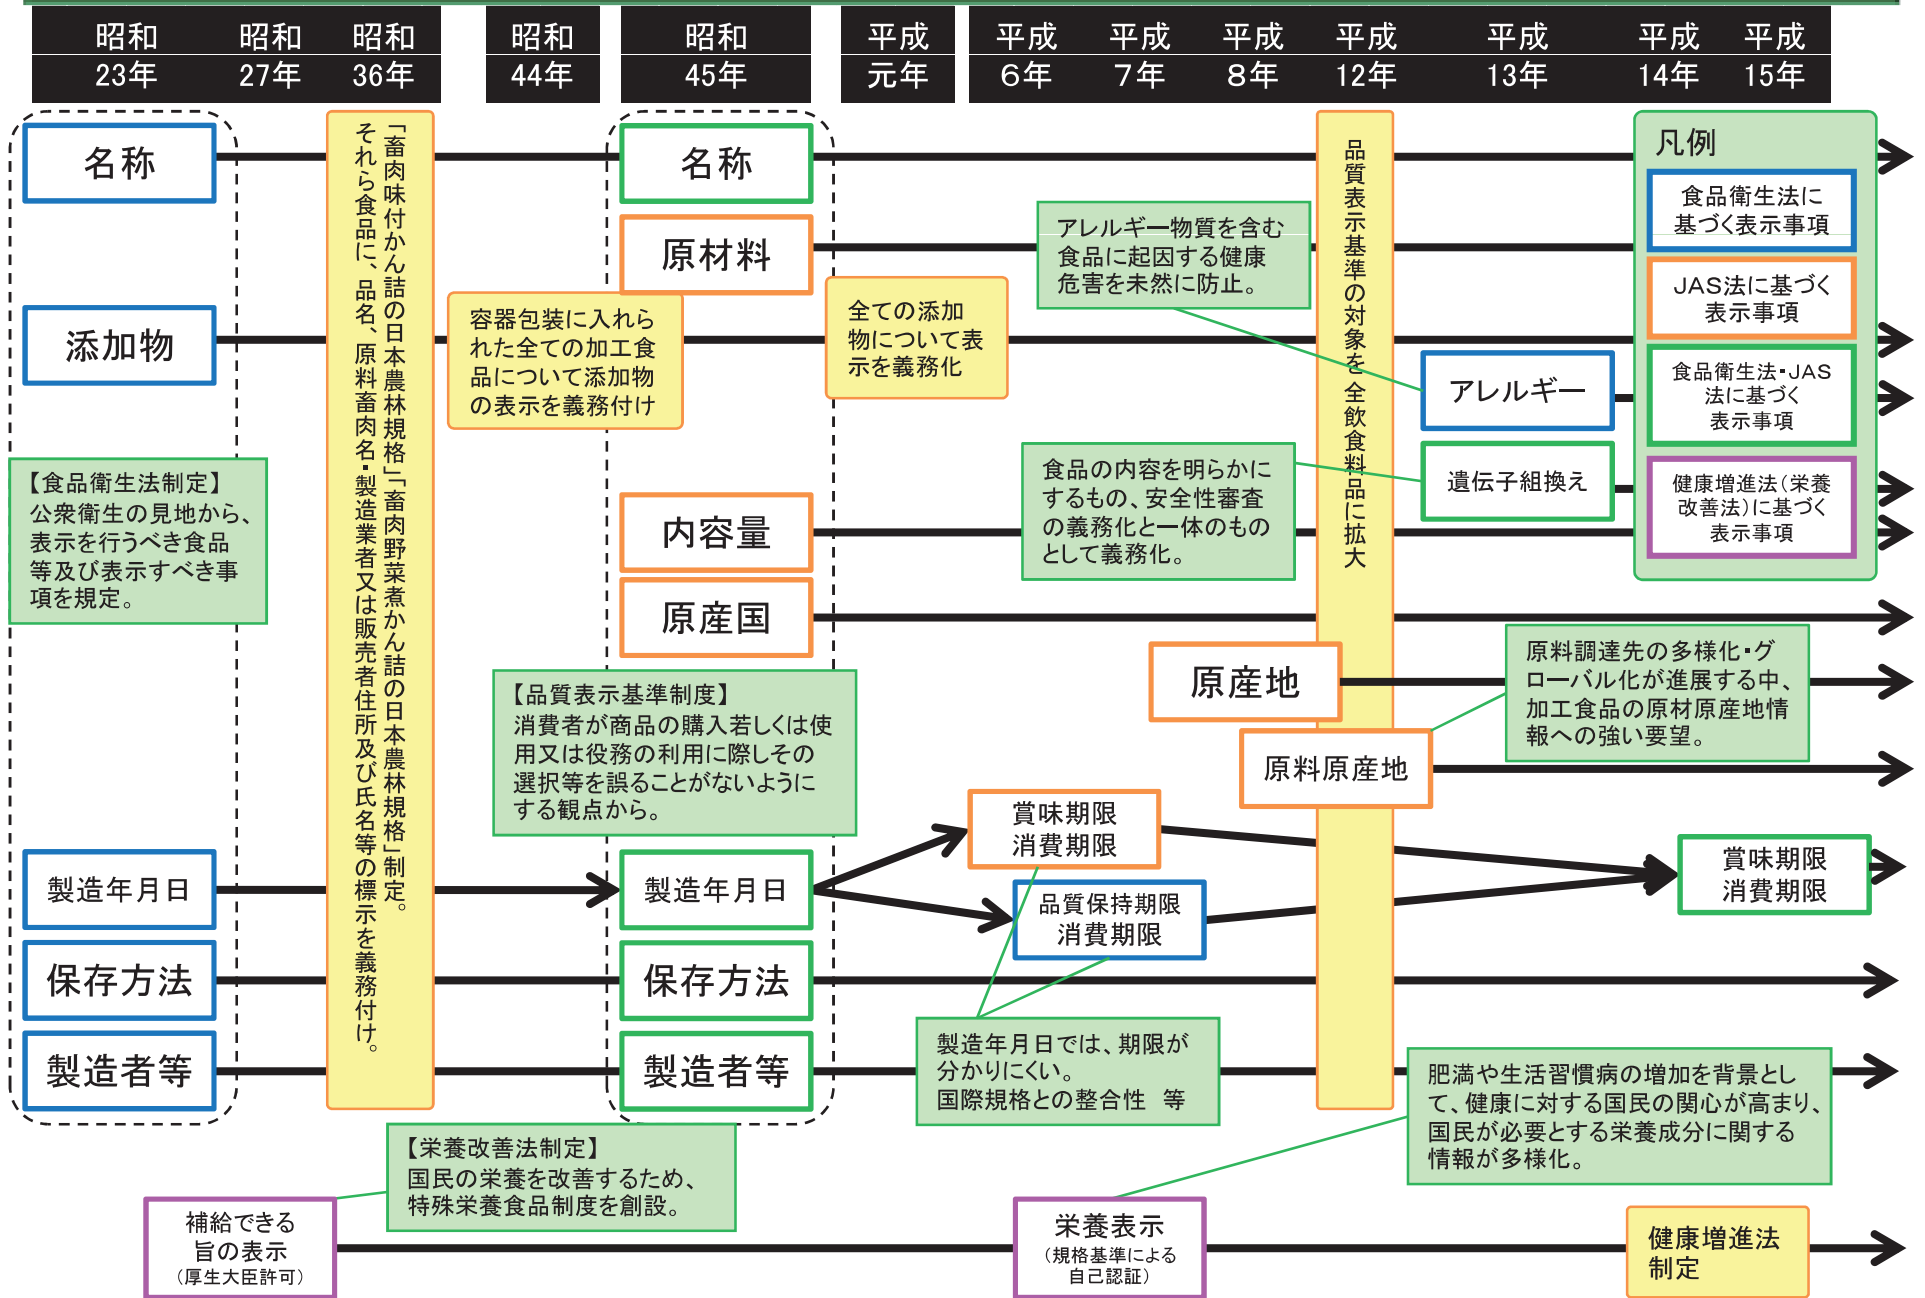 昭和
23年
昭和
27年
昭和
36年
昭和
44年
昭和
45年
平成
元年
平成
6年
平成
7年
平成
8年
平成
12年
平成
13年
平成
14年
平成
15年
名称
添加物
【食品衛生法制定】
公衆衛生の見地から、
表示を行うべき食品
等及び表示すべき事
項を規定。
製造年月日
保存方法
製造者等
「畜肉味付かん詰の日本農林規格」「畜肉野菜煮かん詰の日本農林規格」制定。
それら食品に、品名、原料畜肉名・製造業者又は販売者住所及び氏名等の標示を義務付け。
容器包装に入れら
れた全ての加工食
品について添加物
の表示を義務付け
名称
原材料
内容量
原産国
【品質表示基準制度】
消費者が商品の購入若しくは使
用又は役務の利用に際しその
選択等を誤ることがないように
する観点から。
製造年月日
保存方法
製造者等
全ての添加
物について表
示を義務化
アレルギー物質を含む
食品に起因する健康
危害を未然に防止。
食品の内容を明らかに
するもの、安全性審査
の義務化と一体のもの
として義務化。
品質表示基準の対象を全飲食料品に拡大
アレルギー
遺伝子組換え
凡例
食品衛生法に
基づく表示事項
JAS法に基づく
表示事項
食品衛生法・JAS
法に基づく
表示事項
健康増進法(栄養
改善法)に基づく
表示事項
原産地
原料原産地
原料調達先の多様化・グ
ローバル化が進展する中、
加工食品の原材原産地情
報への強い要望。
賞味期限
消費期限
品質保持期限
消費期限
賞味期限
消費期限
製造年月日では、期限が
分かりにくい。
国際規格との整合性 等
肥満や生活習慣病の増加を背景とし
て、健康に対する国民の関心が高まり、
国民が必要とする栄養成分に関する
情報が多様化。
【栄養改善法制定】
国民の栄養を改善するため、
特殊栄養食品制度を創設。
補給できる
旨の表示
(厚生大臣許可)
栄養表示
(規格基準による
自己認証)
健康増進法
制定